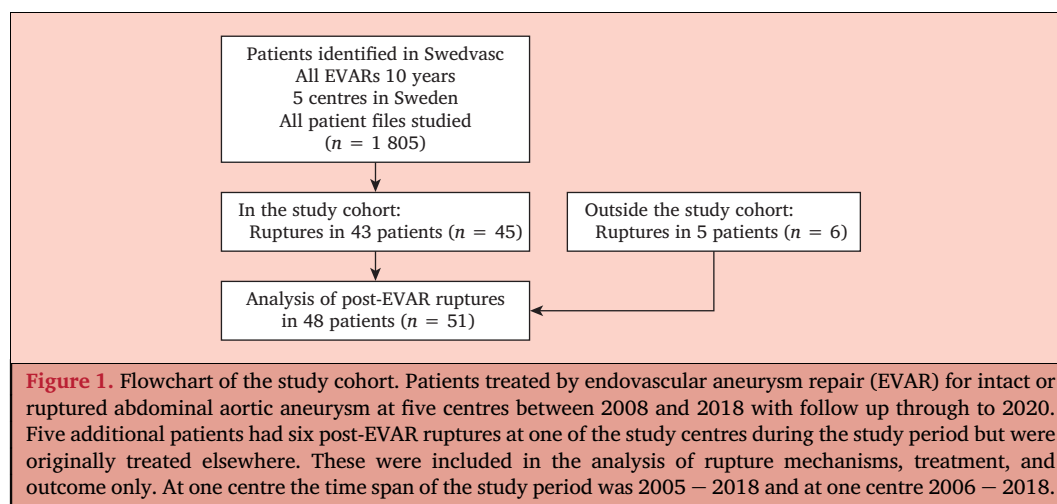 Patients identified in Swedvasc
All EVARs 10 years
5 centres in Sweden
All patient files studied
(n = 1 805)
In the study cohort:
Ruptures in 43 patients (n = 45)
Outside the study cohort:
Ruptures in 5 patients (n = 6)
Analysis of post-EVAR ruptures
in 48 patients (n = 51)
Figure 1. Flowchart of the study cohort. Patients treated by endovascular aneurysm repair (EVAR) for intact or
ruptured abdominal aortic aneurysm at five centres between 2008 and 2018 with follow up through to 2020.
Five additional patients had six post-EVAR ruptures at one of the study centres during the study period but were
originally treated elsewhere. These were included in the analysis of rupture mechanisms, treatment, and
outcome only. At one centre the time span of the study period was 2005 – 2018 and at one centre 2006 – 2018.